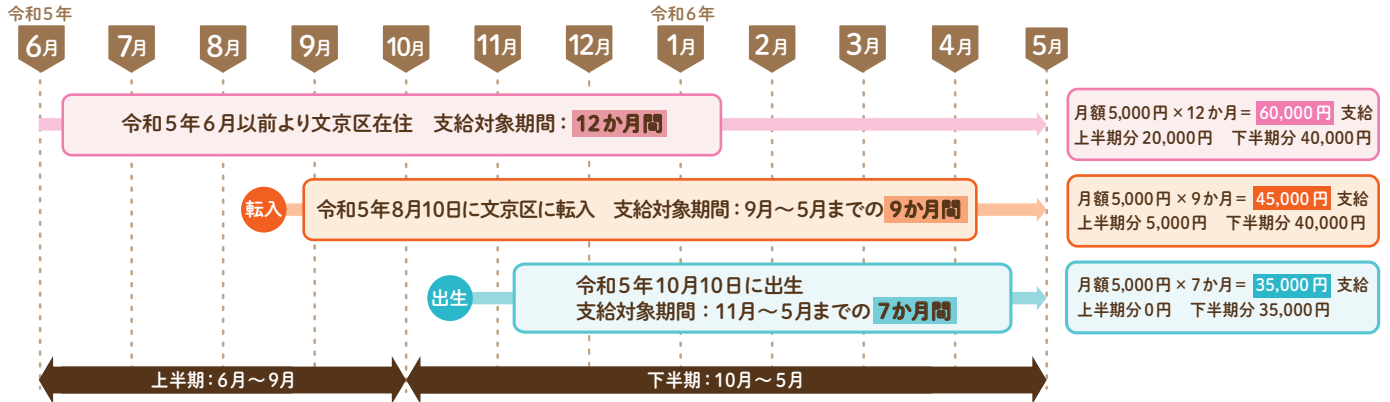 令和5年
令和6年
6月 7月 8月 9月 10月 11月 12月 1月 2月 3月 4月 5月
令和5年6月以前より文京区在住 支給対象期間：12か月間
月額5,000円×12か月＝60,000円 支給
上半期分20,000円 下半期分40,000円
転入
令和5年8月10日に文京区に転入 支給対象期間：9月～5月までの9か月間
月額5,000円×9か月＝45,000円 支給
上半期分5,000円 下半期分40,000円
出生
令和5年10月10日に出生
支給対象期間：11月～5月までの7か月間
月額5,000円×7か月＝35,000円 支給
上半期分0円 下半期分35,000円
上半期：6月～9月
下半期：10月～5月